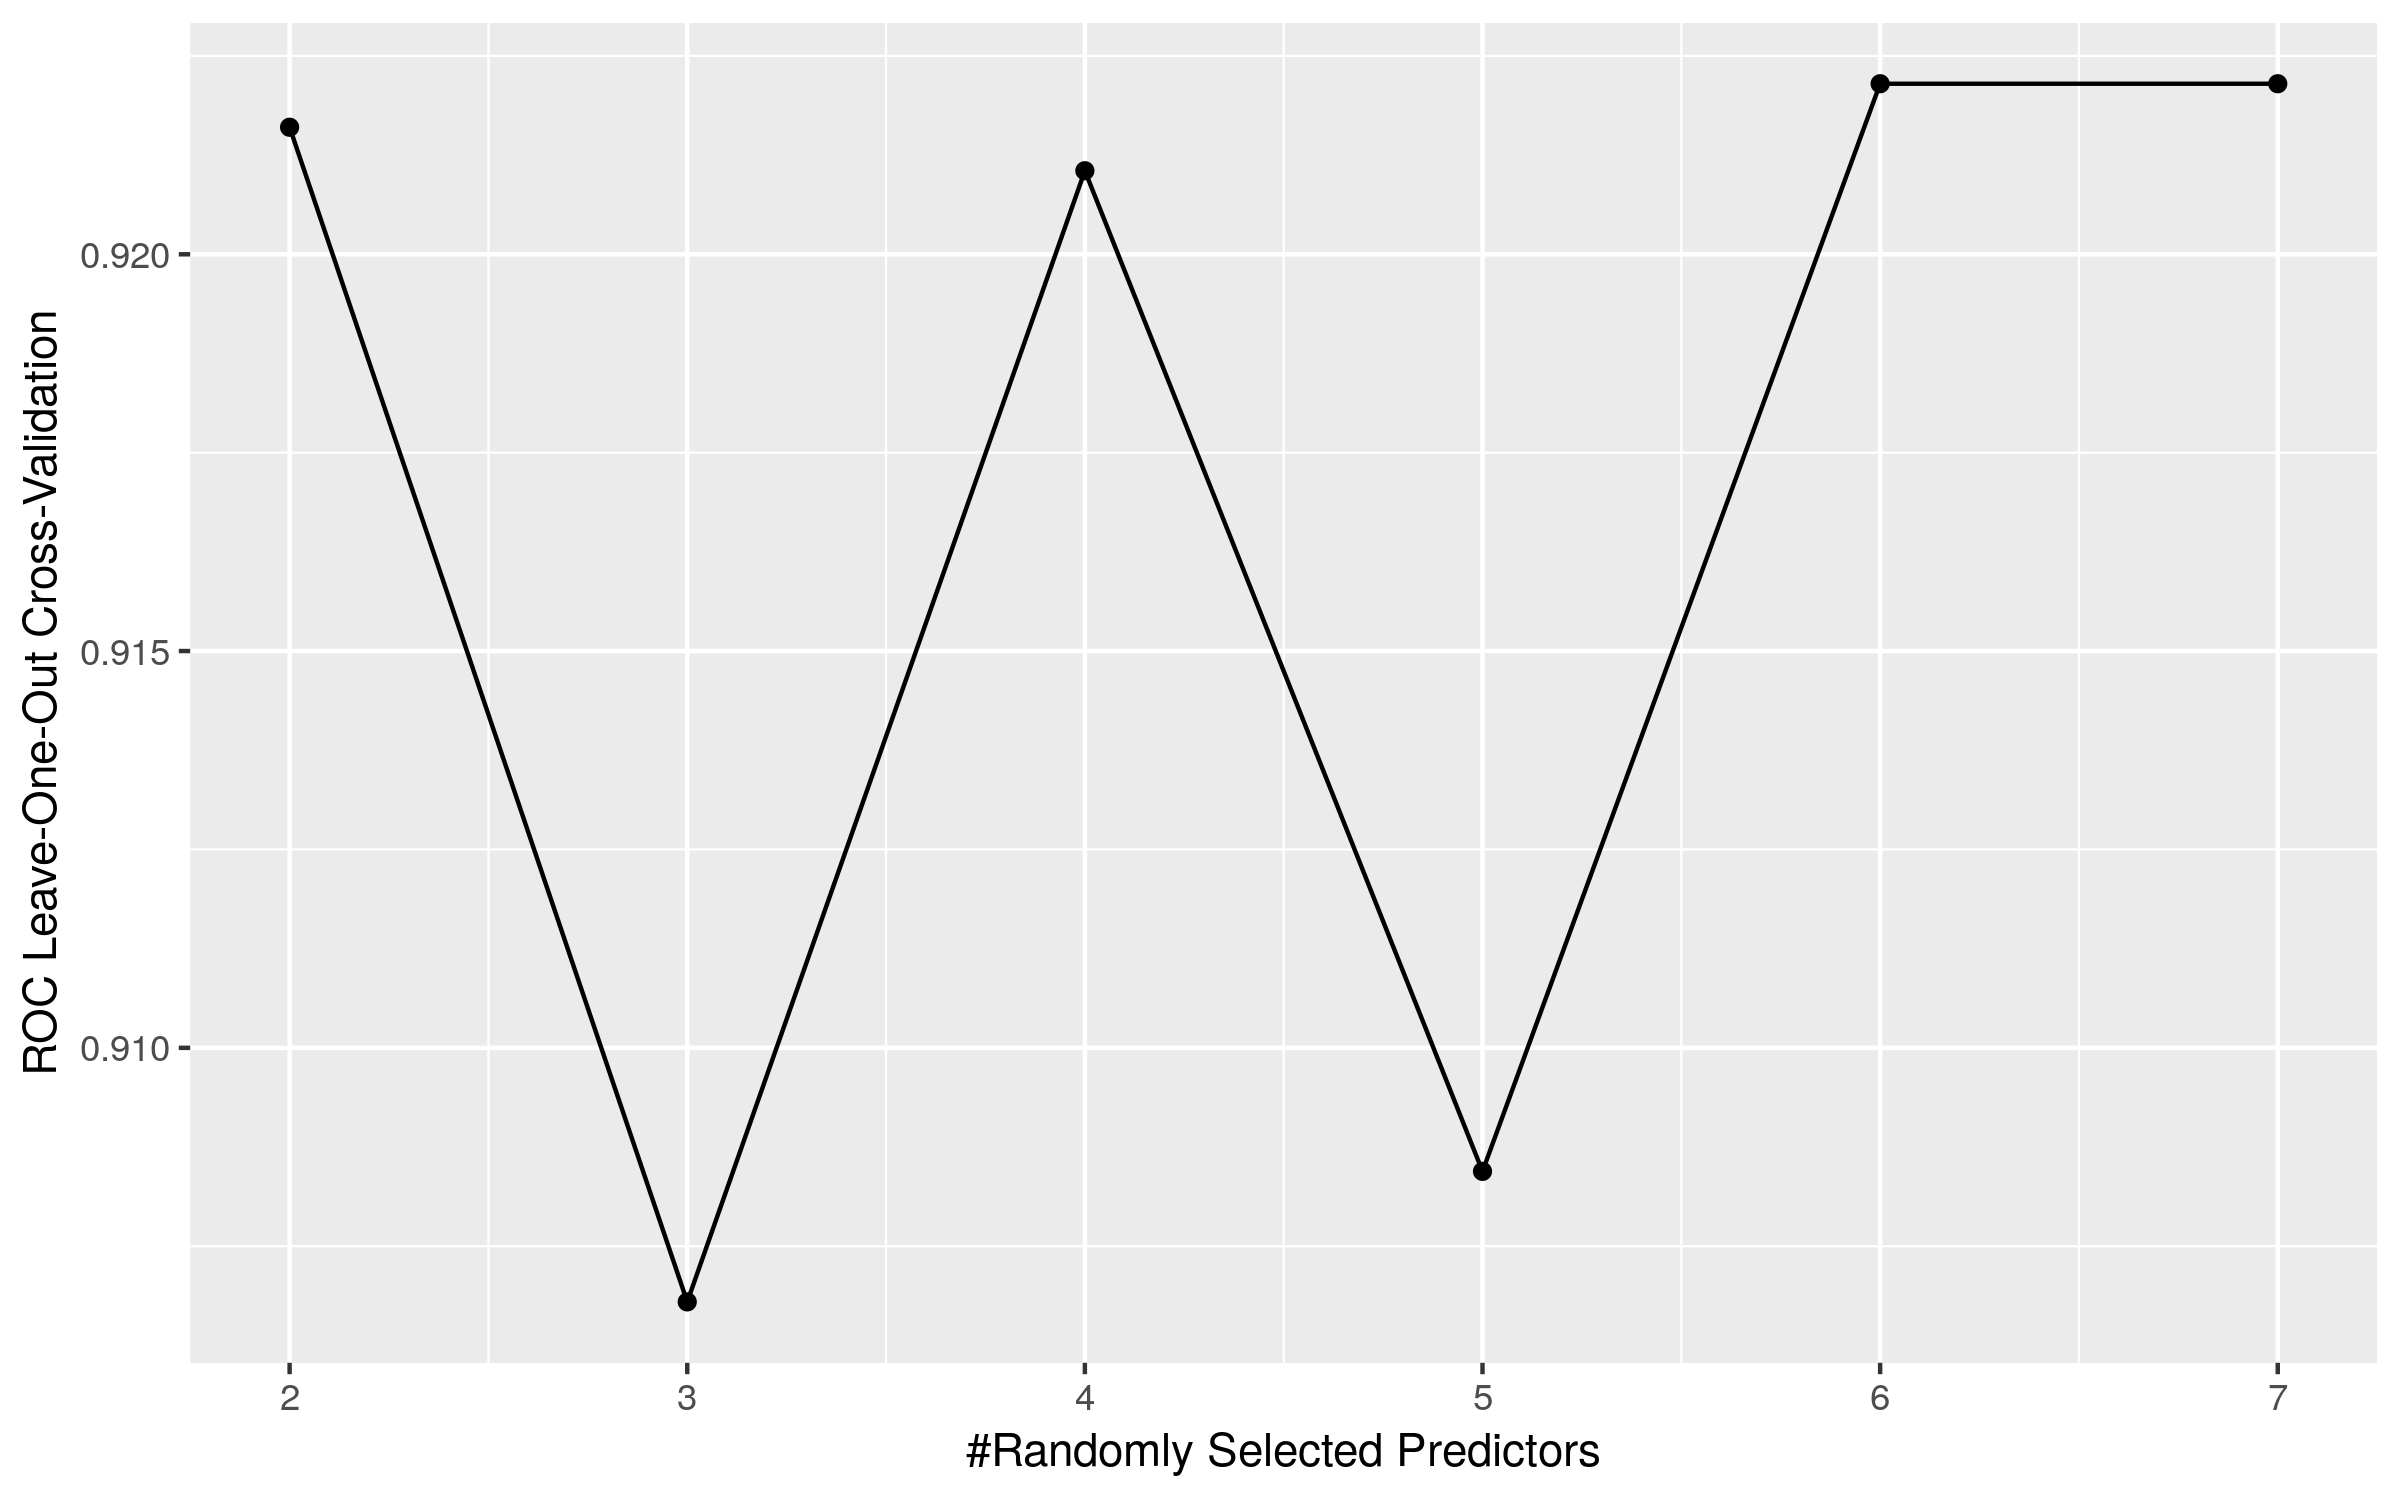 ROC Leave-One-Out Cross-Validation
0.920
0.915
0.910
2 3 4 5 6 7
#Randomly Selected Predictors